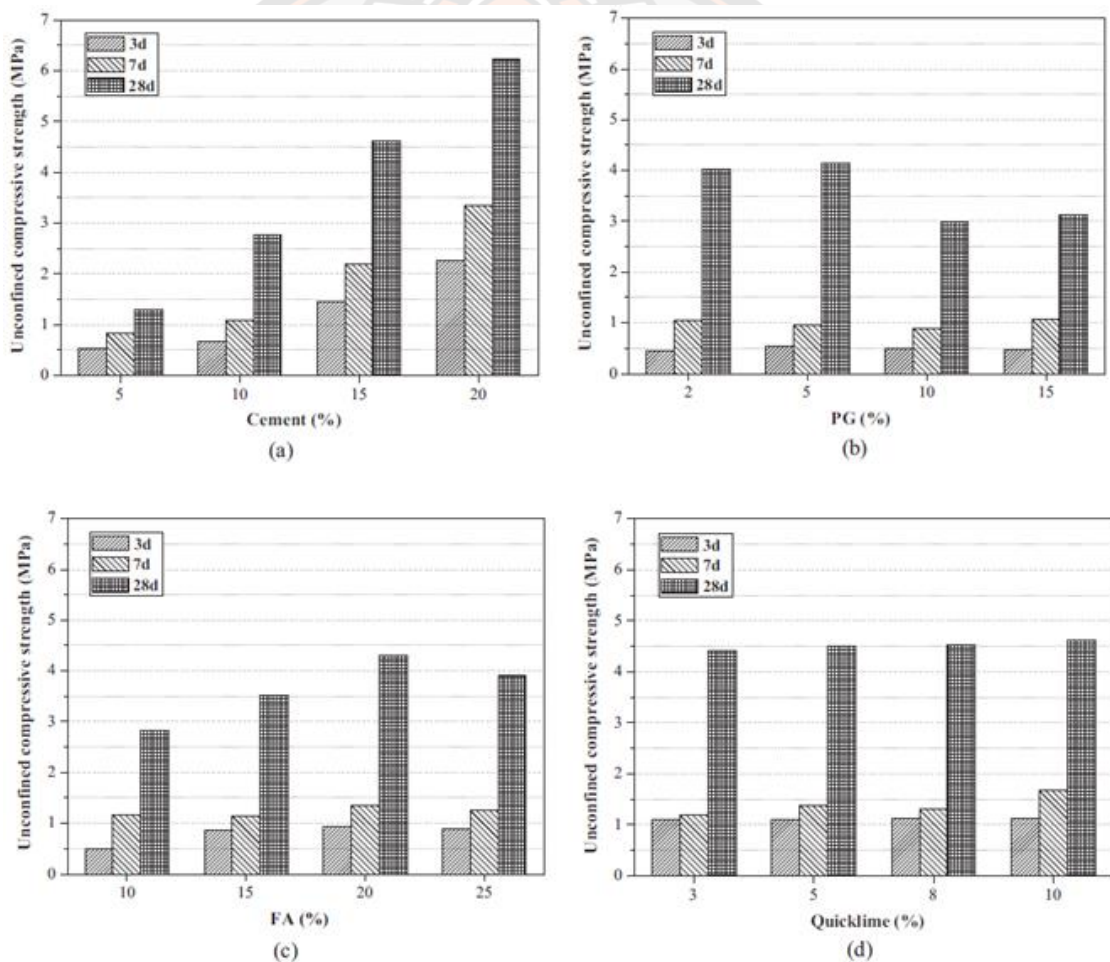 Unconfined compressive strength (MPa)
7
6
5
4
3
2
1
0
3d
7d
28d
5 10 15 20
Cement (%)
(a)
Unconfined compressive strength (MPa)
7
6
5
4
3
2
1
0
3d
7d
28d
2 5 10 15
PG (%)
(b)
Unconfined compressive strength (MPa)
7
6
5
4
3
2
1
0
3d
7d
28d
10 15 20 25
FA (%)
(c)
Unconfined compressive strength (MPa)
7
6
5
4
3
2
1
0
3d
7d
28d
3 5 8 10
Quicklime (%)
(d)